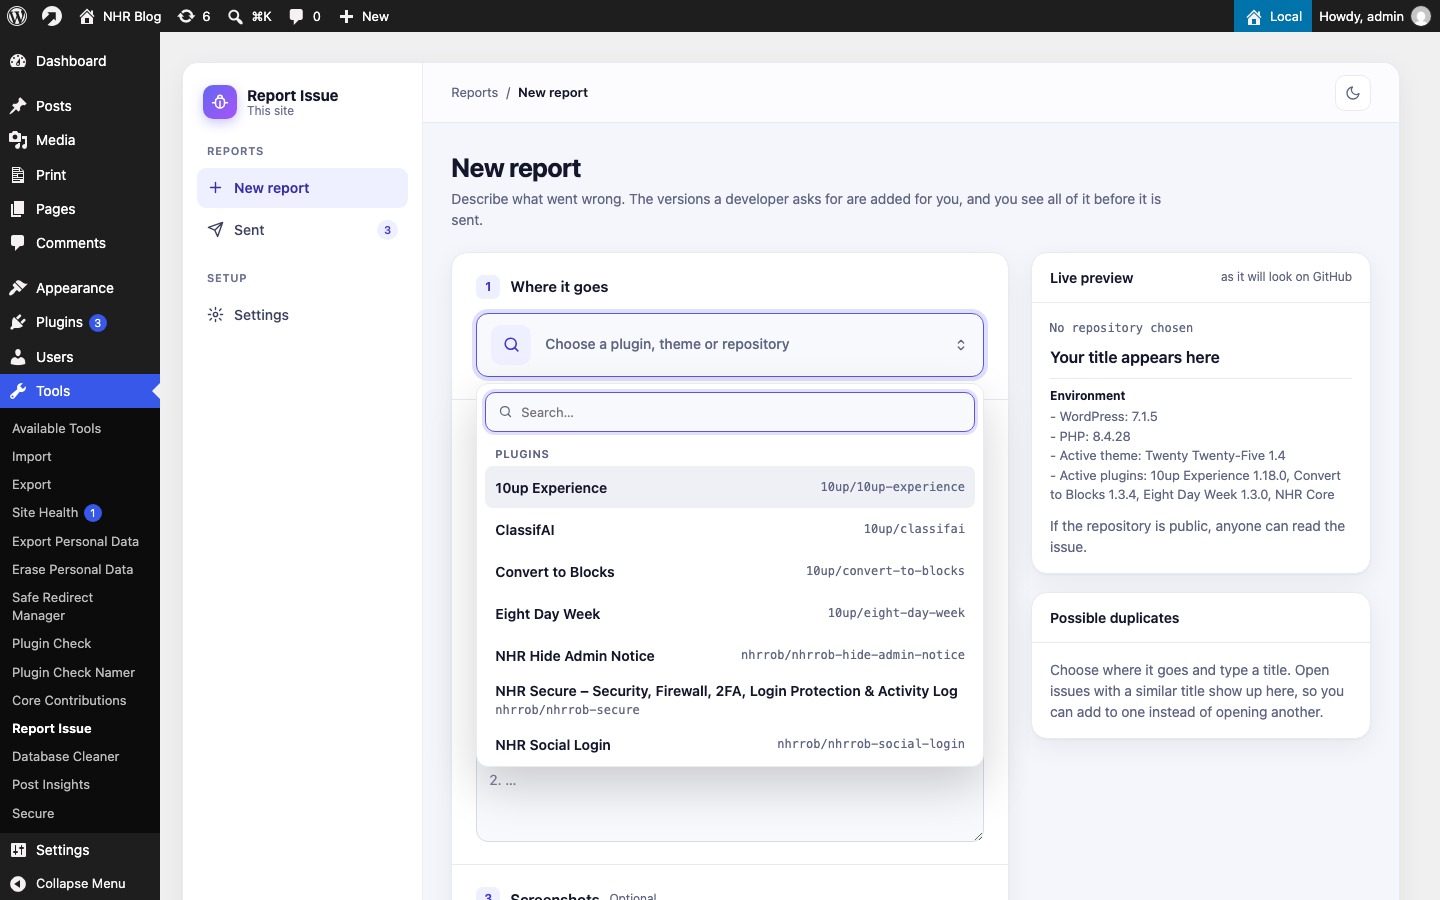 NHR Blog
6
⌘K
0
New
Local
Howdy, admin
Dashboard
Posts
Media
Print
Pages
Comments
Appearance
Plugins 3
Users
Tools
Available Tools
Import
Export
Site Health 1
Export Personal Data
Erase Personal Data
Safe Redirect
Manager
Plugin Check
Plugin Check Namer
Core Contributions
Report Issue
Database Cleaner
Post Insights
Secure
Settings
Collapse Menu
Report Issue
This site
REPORTS
New report
Sent 3
SETUP
Settings
Reports / New report
New report
Describe what went wrong. The versions a developer asks for are added for you, and you see all of it before it is
sent.
1 Where it goes
Choose a plugin, theme or repository
Search...
PLUGINS
10up Experience 10up/10up-experience
ClassifAI 10up/classifai
Convert to Blocks 10up/convert-to-blocks
Eight Day Week 10up/eight-day-week
NHR Hide Admin Notice nhrrob/nhrrob-hide-admin-notice
NHR Secure – Security, Firewall, 2FA, Login Protection & Activity Log
nhrrob/nhrrob-secure
NHR Social Login nhrrob/nhrrob-social-login
2. ...
3 Screenshots Optional
Live preview as it will look on GitHub
No repository chosen
Your title appears here
Environment
- WordPress: 7.1.5
- PHP: 8.4.28
- Active theme: Twenty Twenty-Five 1.4
- Active plugins: 10up Experience 1.18.0, Convert
to Blocks 1.3.4, Eight Day Week 1.3.0, NHR Core
If the repository is public, anyone can read the
issue.
Possible duplicates
Choose where it goes and type a title. Open
issues with a similar title show up here, so you
can add to one instead of opening another.